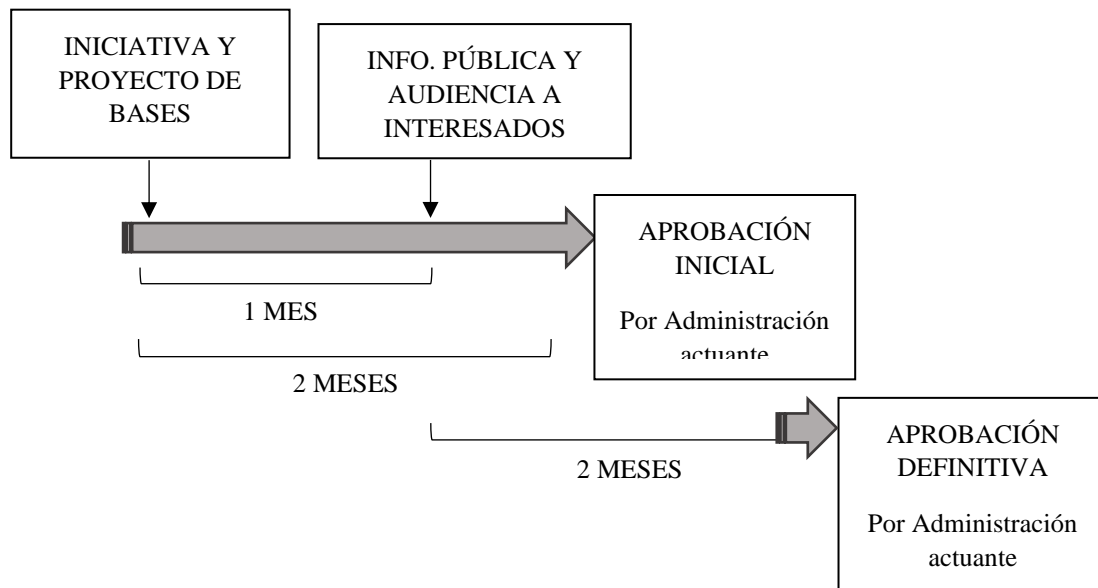 INICIATIVA Y
PROYECTO DE
BASES
INFO. PÚBLICA Y
AUDIENCIA A
INTERESADOS
APROBACIÓN
INICIAL
Por Administración
actuante
1 MES
2 MESES
2 MESES
APROBACIÓN
DEFINITIVA
Por Administración
actuante